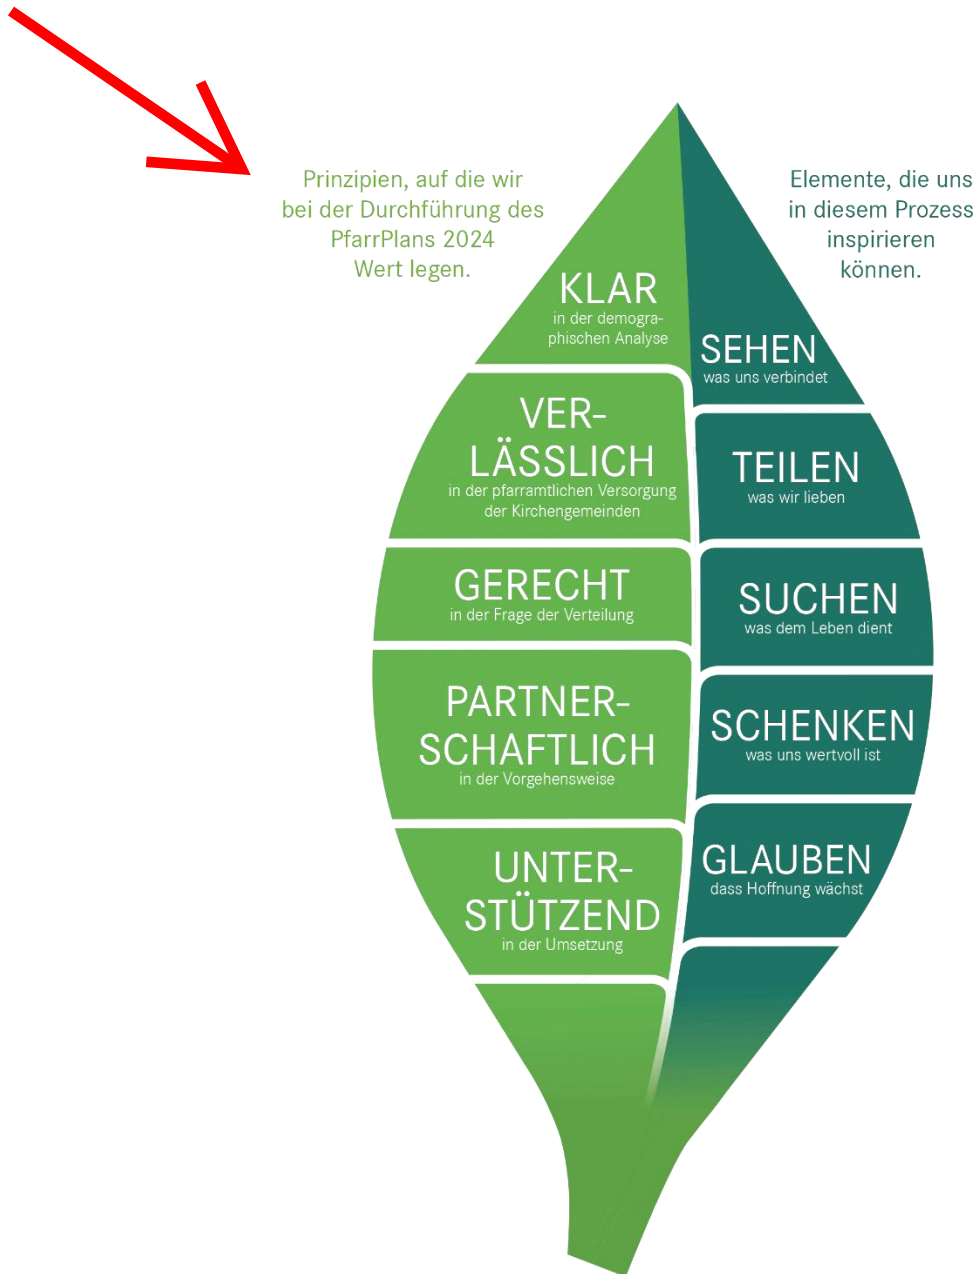 Prinzipien, auf die wir
bei der Durchführung des
PfarrPlans 2024
Wert legen.
KLAR
in der demogra-
phischen Analyse
VER-
LÄSSLICH
in der pfarramtlichen Versorgung
der Kirchengemeinden
GERECHT
in der Frage der Verteilung
PARTNER-
SCHAFTLICH
in der Vorgehensweise
UNTER-
STÜTZEND
in der Umsetzung
Elemente, die uns
in diesem Prozess
inspirieren
können.
SEHEN
was uns verbindet
TEILEN
was wir lieben
SUCHEN
was dem Leben dient
SCHENKEN
was uns wertvoll ist
GLAUBEN
dass Hoffnung wächst